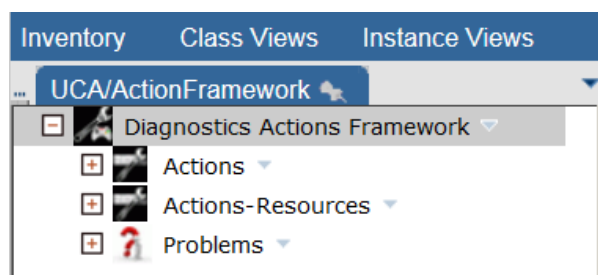 Inventory Class Views Instance Views
... UCA/ActionFramework
Diagnostics Actions Framework
Actions
Actions-Resources
Problems